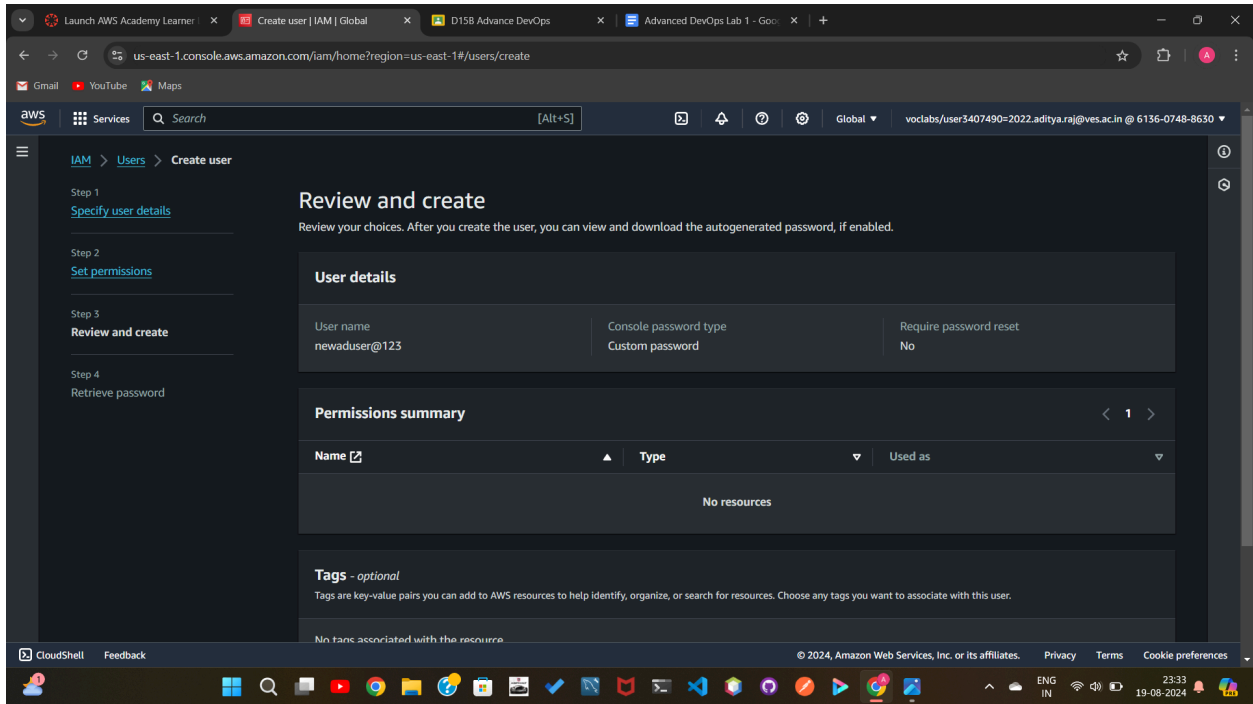 Launch AWS Academy Learner
Create user | IAM | Global
D15B Advance DevOps
Advanced DevOps Lab 1 - Goo
us-east-1.console.aws.amazon.com/iam/home?region=us-east-1#/users/create
A
Gmail
YouTube
Maps
aws
Services
Search
[Alt+S]
Global
voclabs/user3407490=2022.aditya.raj@ves.ac.in @ 6136-0748-8630
IAM > Users > Create user
Step 1
Specify user details
Step 2
Set permissions
Step 3
Review and create
Step 4
Retrieve password
Review and create
Review your choices. After you create the user, you can view and download the autogenerated password, if enabled.
User details
User name
newaduser@123
Console password type
Custom password
Require password reset
No
Permissions summary
1
Name
Type
Used as
No resources
Tags - optional
Tags are key-value pairs you can add to AWS resources to help identify, organize, or search for resources. Choose any tags you want to associate with this user.
No tags associated with the resource
CloudShell
Feedback
© 2024, Amazon Web Services, Inc. or its affiliates.
Privacy
Terms
Cookie preferences
1
ENG
IN
23:33
19-08-2024